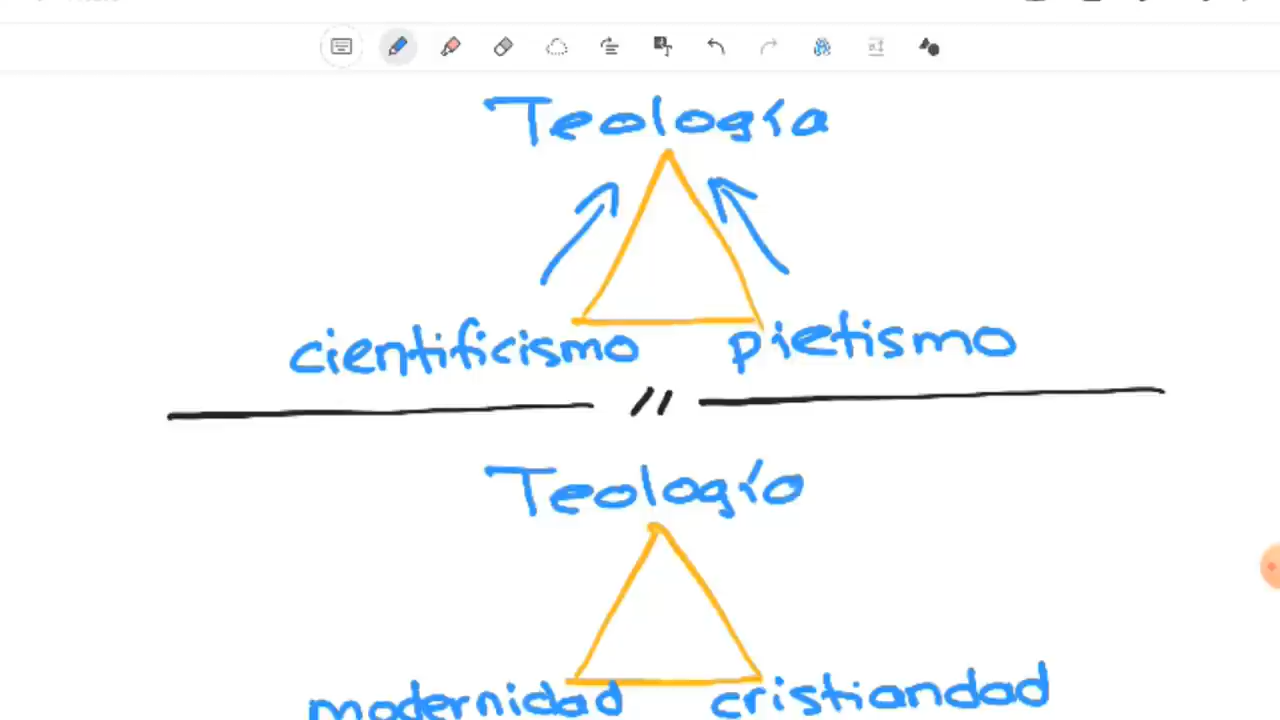 Teología
cientificismo pietismo
Teología
modernidad cristiandad